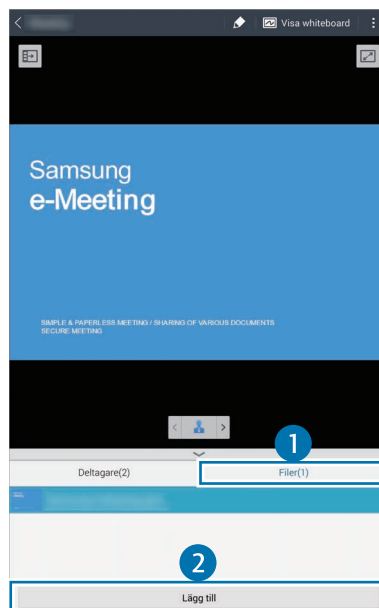 Visa whiteboard
Samsung
e-Meeting
SIMPLE & PAPERLESS MEETING / SHARING OF VARIOUS DOCUMENTS
SECURE MEETING
1
Deltagare(2)
Filer(1)
2
Lägg till